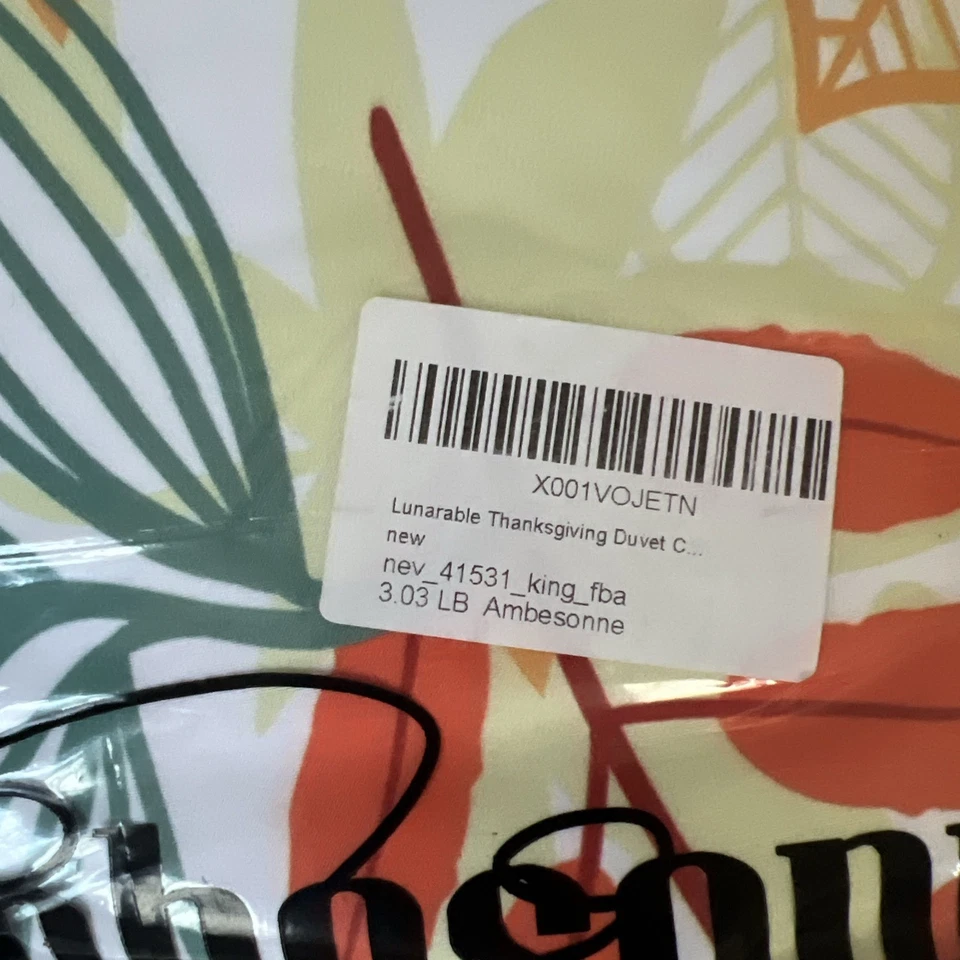 X001VOJETN
Lunarable Thanksgiving Duvet C...
new
nev_41531_king_fba
3.03 LB Ambesonne